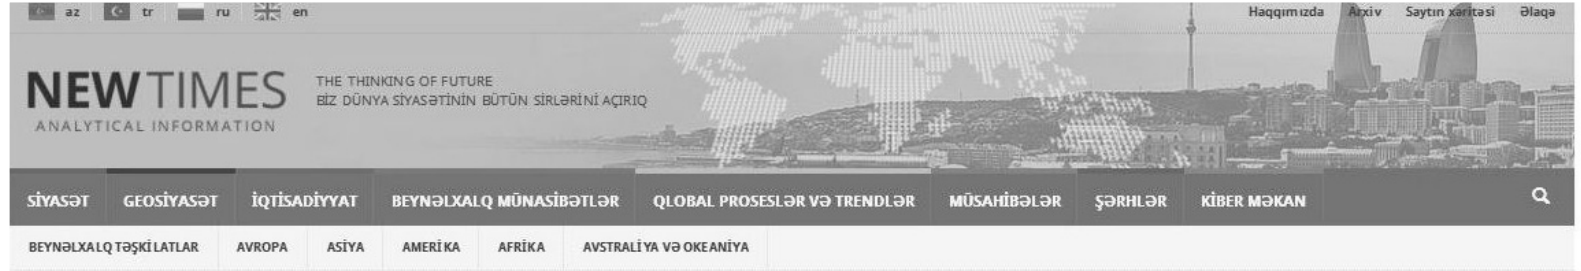 az tr ru en Haqqımızda Arxiv Saytın xəritəsi Əlaqə
NEWTIMES
ANALYTICAL INFORMATION
THE THINKING OF FUTURE
BİZ DÜNYA SİYASƏTİNİN BÜTÜN SİRLƏRİNİ AÇIRIQ
SİYASƏT GEOSİYASƏT İQTİSADİYYAT BEYNƏLXALQ MÜNASİBƏTLƏR QLOBAL PROSESLƏR VƏ TRENDLƏR MÜSAHİBƏLƏR ŞƏRHLƏR KİBER MƏKAN
BEYNƏLXALQ TƏŞKİLATLAR AVROPA ASİYA AMERİKA AFRİKA AVSTRALİYA VƏ OKEANİYA